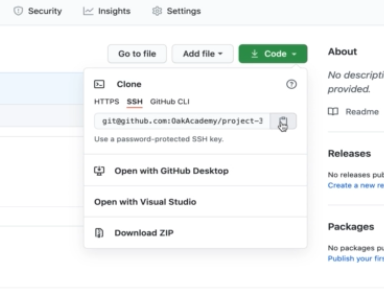 Security Insights Settings
Go to file Add file Code About
No descripti
provided.
Clone
HTTPS SSH GitHub CLI
Readme
git@github.com:OakAcademy/project-3
Use a password-protected SSH key.
Releases
Open with GitHub Desktop
No releases pub
Create a new re
Open with Visual Studio
Packages
Download ZIP
No packages pu
Publish your firs